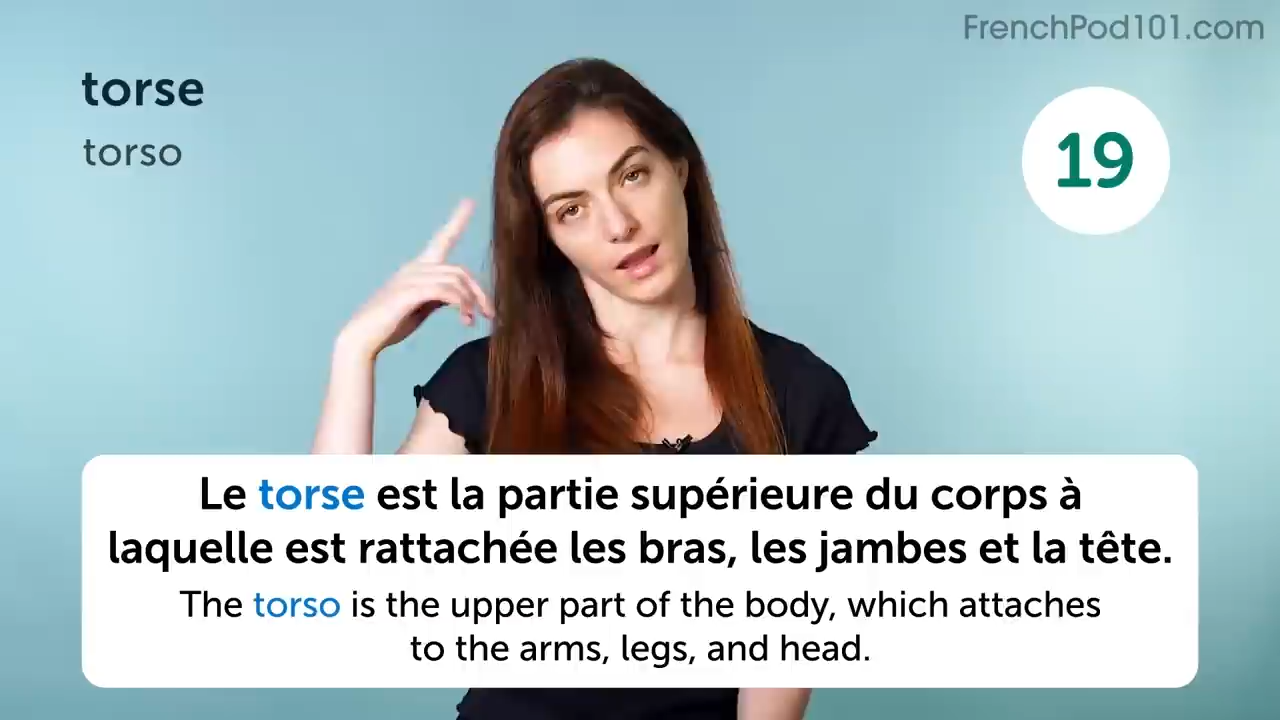 FrenchPod101.com
torse
torso
19
Le torse est la partie supérieure du corps à
laquelle est rattachée les bras, les jambes et la tête.
The torso is the upper part of the body, which attaches
to the arms, legs, and head.